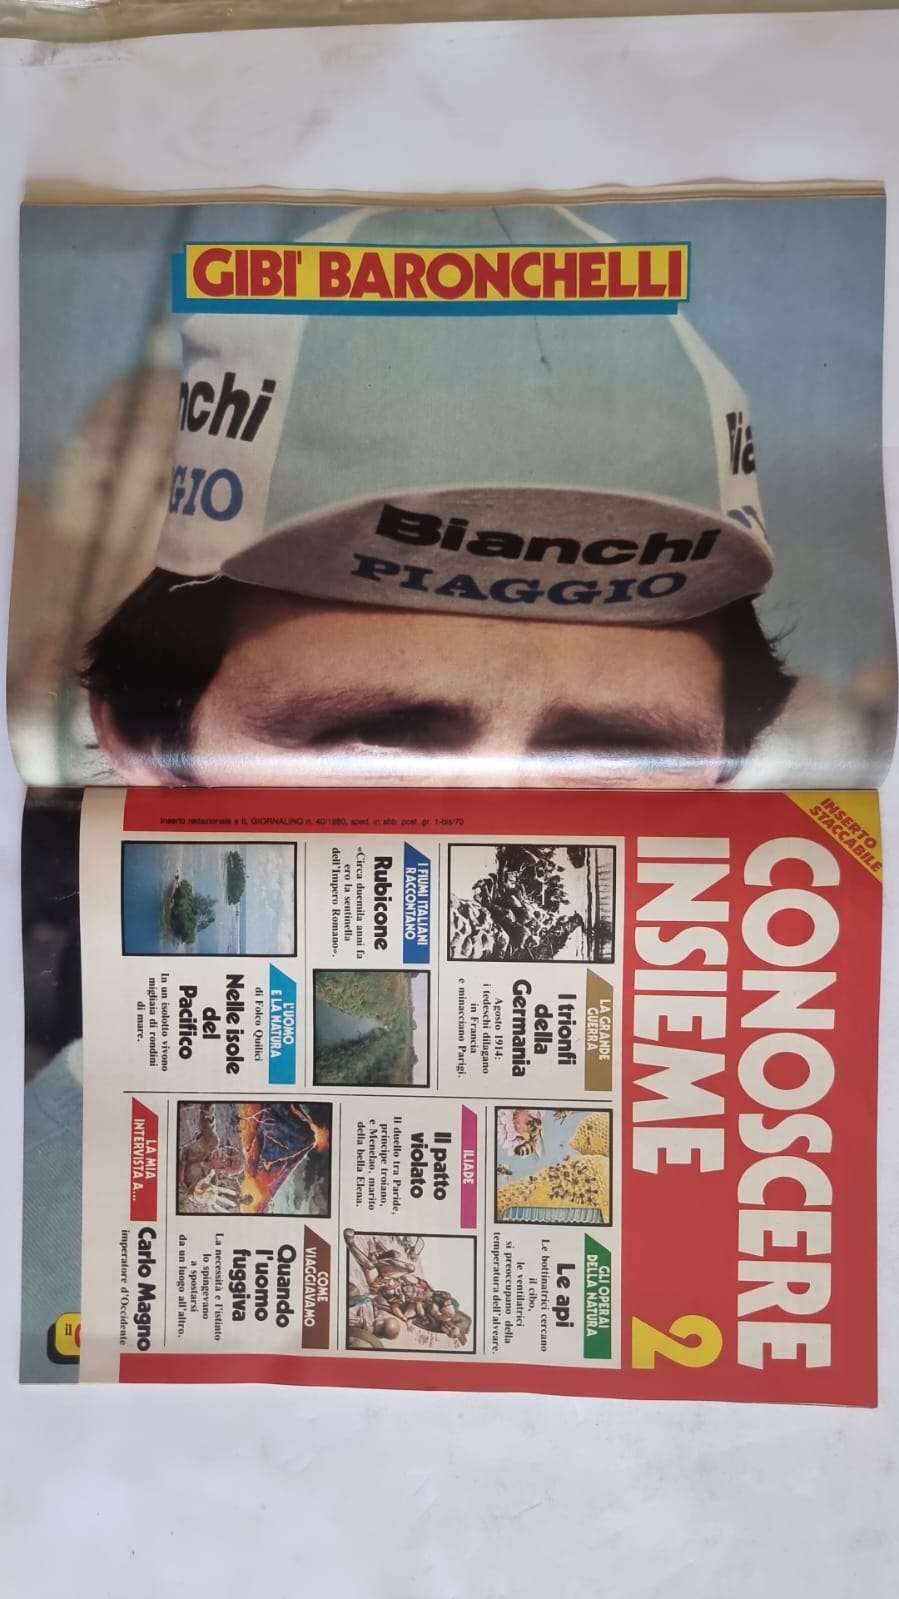 GIBI' BARONCHELLI
nchi
GIO
Bia
Bianchi
PIAGGIO
Inserto redazionale a IL GIORNALINO n. 40/1980, sped. in abb. post. gr. 1-bis/70
INSERTO
STACCABILE
CONOSCERE
INSIEME 2
LA GRANDE
GUERRA
I trionfi
della
Germania
Agosto 1914:
i tedeschi dilagano
in Francia
e minacciano Parigi.
GLI OPERAI
DELLA NATURA
Le api
Le bottinatrici cercano
il cibo,
le ventilatrici
si preoccupano della
temperatura dell'alveare.
I FIUMI ITALIANI
RACCONTANO
Rubicone
«Circa duemila anni fa
ero la sentinella
dell'Impero Romano».
ILIADE
Il patto
violato
Il duello tra Paride,
principe troiano,
e Menelao, marito
della bella Elena.
L'UOMO
E LA NATURA
di Folco Quilici
Nelle isole
del
Pacifico
In un isolotto vivono
migliaia di rondini
di mare.
COME
VIAGGIAVAMO
Quando
l'uomo
fuggiva
La necessità e l'istinto
lo spingevano
a spostarsi
da un luogo all'altro.
LA MIA
INTERVISTA A...
Carlo Magno
imperatore d'Occidente
il